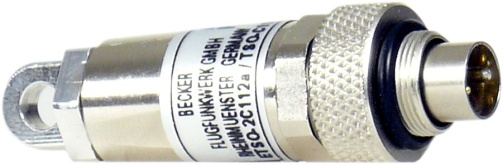 BECKER
FLUGFUNKWERK GMBH
RHEINMUENSTER GERMANY
ETSO-2C112a / TSO-C